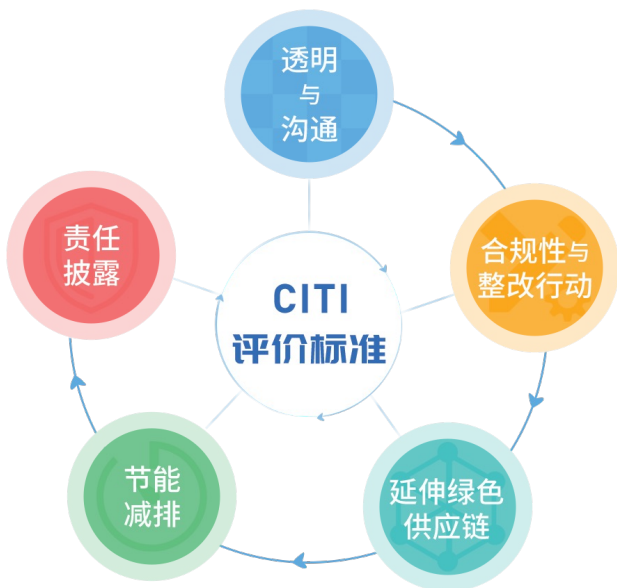 透明
与
沟通
合规性与
整改行动
延伸绿色
供应链
节能
减排
责任
披露
CITI
评价标准